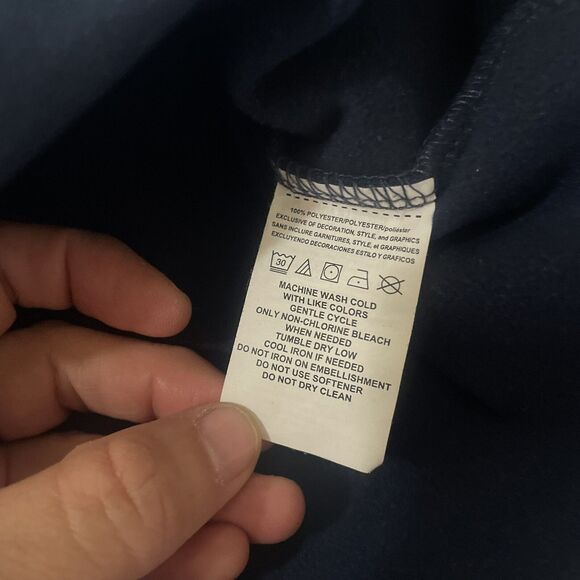 100% POLYESTER/POLYESTER/poliéster
EXCLUSIVE OF DECORATION, STYLE, and GRAPHICS
SANS INCLURE GARNITURES, STYLE, et GRAPHIQUES
EXCLUYENDO DECORACIONES ESTILO Y GRAFICOS
30
MACHINE WASH COLD
WITH LIKE COLORS
GENTLE CYCLE
ONLY NON-CHLORINE BLEACH
WHEN NEEDED
TUMBLE DRY LOW
COOL IRON IF NEEDED
DO NOT IRON ON EMBELLISHMENT
DO NOT USE SOFTENER
DO NOT DRY CLEAN